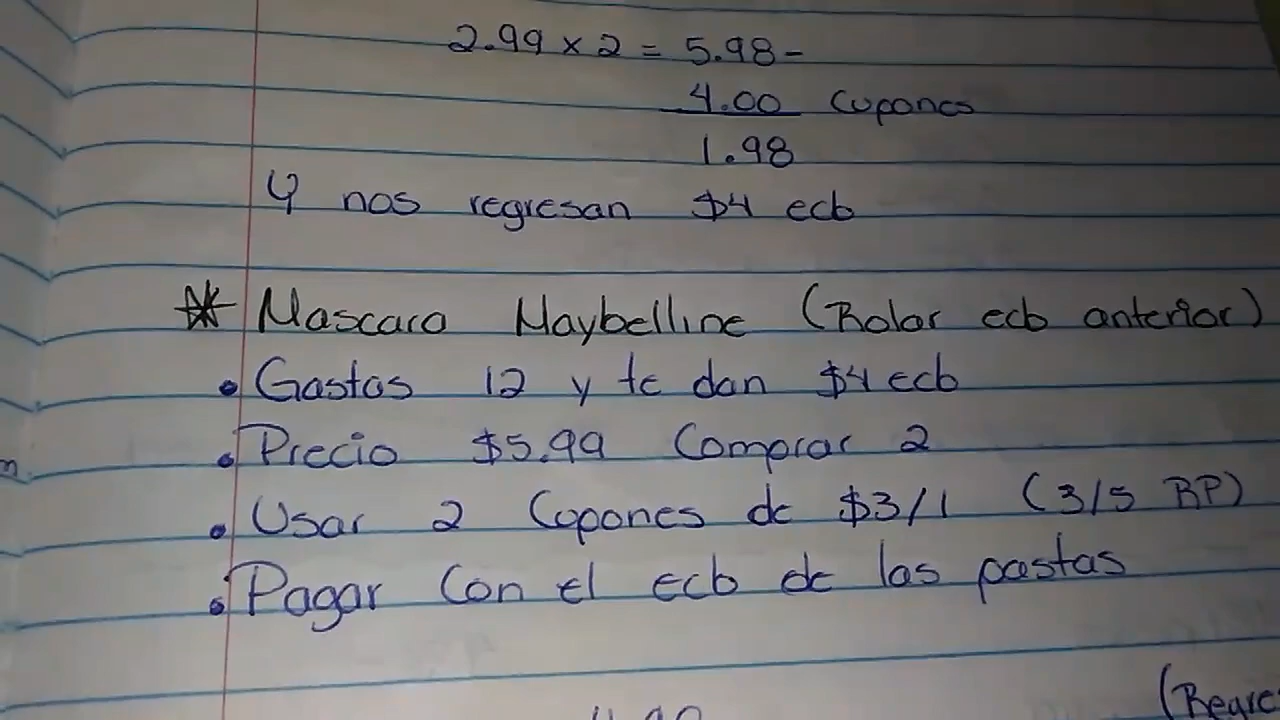 2.99 x 2 = 5.98-
4.00 cupones
1.98
Y nos regresan $4 ecb
* Mascara Maybelline (Rolar ecb anterior)
• Gastas 12 y te dan $4 ecb
• Precio $5.99 Comprar 2
• Usar 2 Cupones de $3/1 (3/5 RP)
• Pagar Con el ecb de las pastas